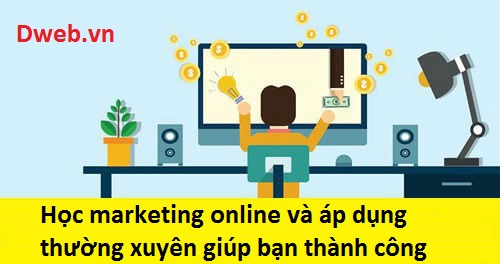 Dweb.vn
Học marketing online và áp dụng
thường xuyên giúp bạn thành công